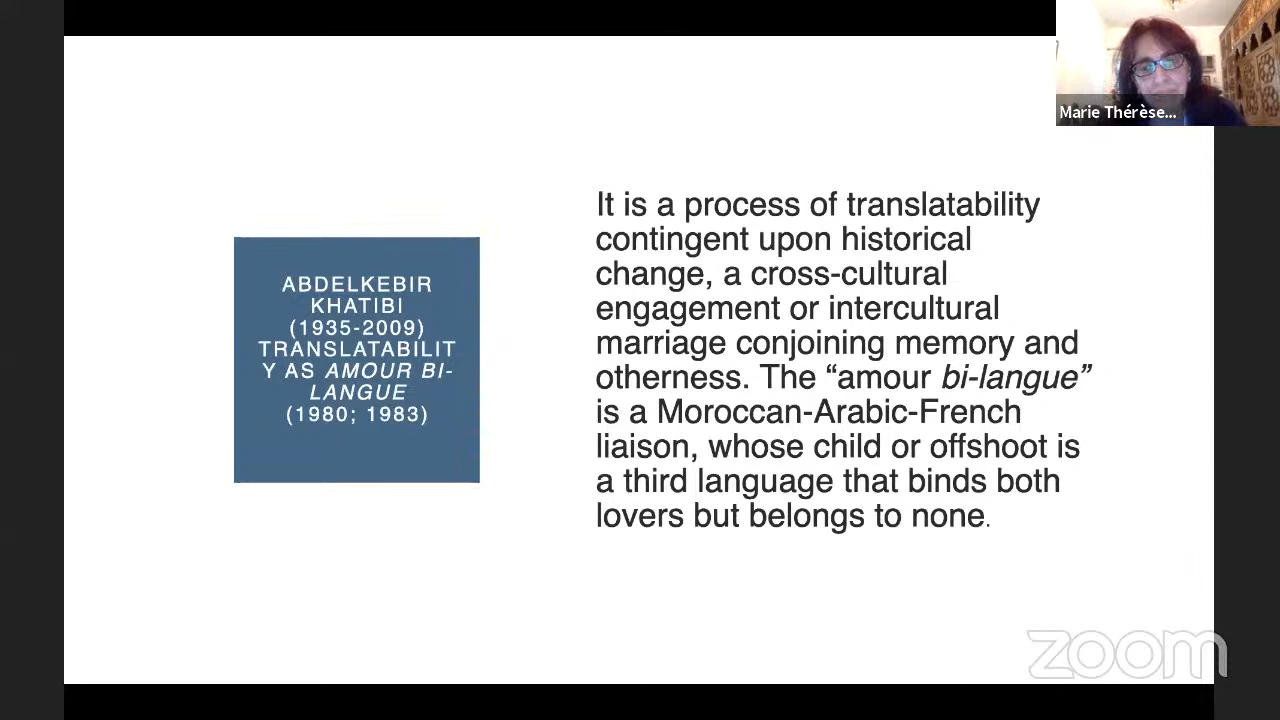 Marie Thérèse...
ABDELKEBIR
KHATIBI
(1935-2009)
TRANSLATABILIT
Y AS AMOUR BI-
LANGUE
(1980; 1983)
It is a process of translatability
contingent upon historical
change, a cross-cultural
engagement or intercultural
marriage conjoining memory and
otherness. The “amour bi-langue”
is a Moroccan-Arabic-French
liaison, whose child or offshoot is
a third language that binds both
lovers but belongs to none.
zoom